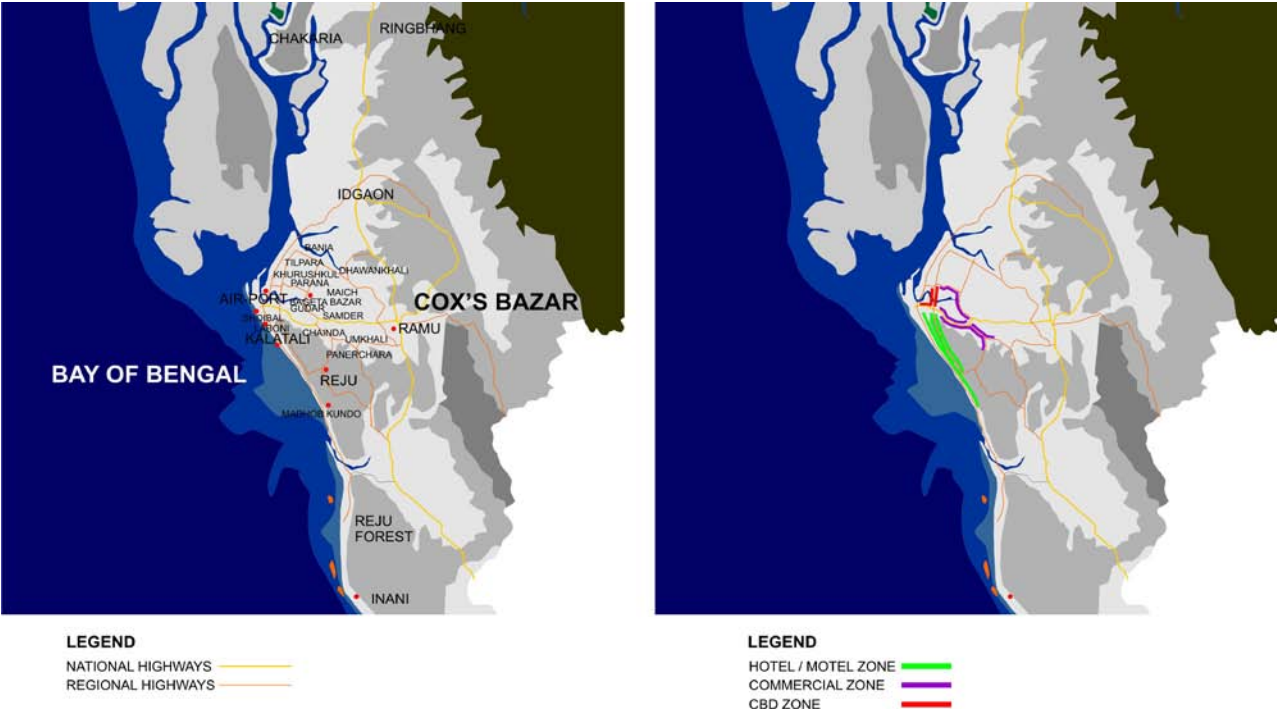 CHAKARIA
RINGBHANG
IDGAON
BANIA
TILPARA
DHAWANKHALI
KHURUSHKUL
PARANA
MAICH
AIR-PORT
BAZAR
GUDAR
COX'S BAZAR
SAMDER
SHOIBAL
LABONI
CHAINDA
RAMU
KALATALI
UMKHALI
PANERCHARA
BAY OF BENGAL
REJU
MADHOB KUNDO
REJU
FOREST
INANI
LEGEND
NATIONAL HIGHWAYS
REGIONAL HIGHWAYS
LEGEND
HOTEL / MOTEL ZONE
COMMERCIAL ZONE
CBD ZONE